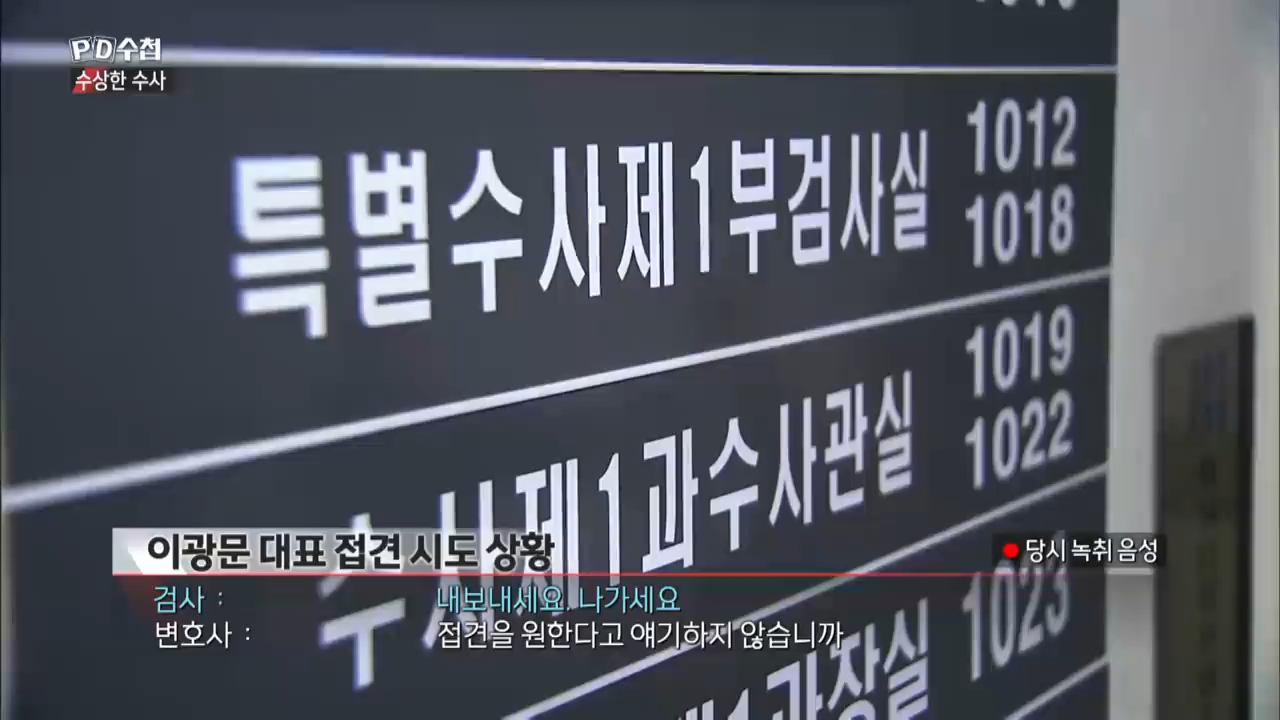 PD수첩
수상한 수사
특별수사제1부검사실 1012
1018
수사제1과수사관실 1019
1022
1023
이광문 대표 접견 시도 상황
당시 녹취 음성
검사 : 내보내세요. 나가세요
변호사 : 접견을 원한다고 얘기하지 않습니까